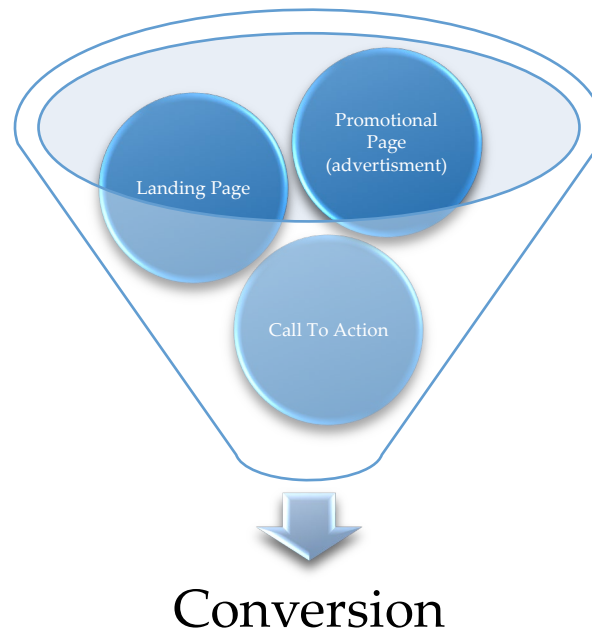 Promotional
Page
(advertisment)
Landing Page
Call To Action
Conversion